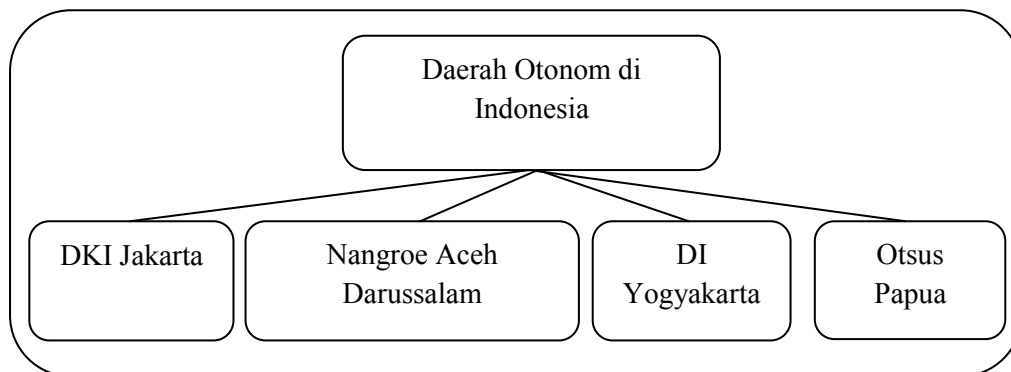 Daerah Otonom di
Indonesia
DKI Jakarta
Nangroe Aceh
Darussalam
DI
Yogyakarta
Otsus
Papua